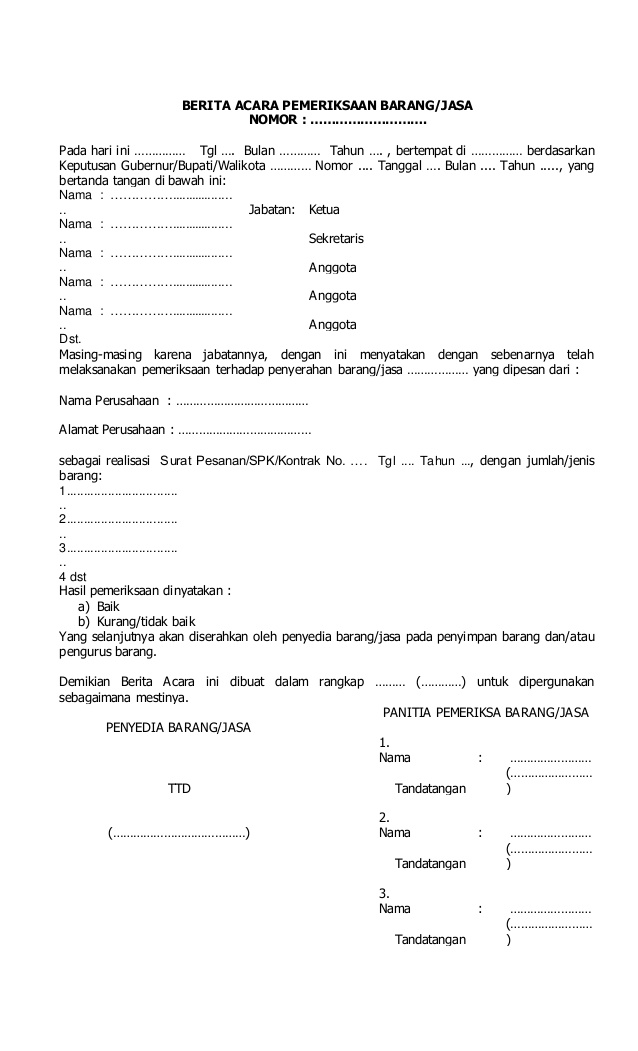 BERITA ACARA PEMERIKSAAN BARANG/JASA
NOMOR : ...........................
Pada hari ini ............... Tgl .... Bulan ............ Tahun .... , bertempat di ............... berdasarkan
Keputusan Gubernur/Bupati/Walikota ............ Nomor .... Tanggal .... Bulan .... Tahun ....., yang
bertanda tangan di bawah ini:
Nama : ...................................
.. Jabatan: Ketua
Nama : ...................................
.. Sekretaris
Nama : ...................................
.. Anggota
Nama : ...................................
.. Anggota
Nama : ...................................
.. Anggota
Dst.
Masing-masing karena jabatannya, dengan ini menyatakan dengan sebenarnya telah
melaksanakan pemeriksaan terhadap penyerahan barang/jasa .................. yang dipesan dari :
Nama Perusahaan : .......................................
Alamat Perusahaan : .......................................
sebagai realisasi Surat Pesanan/SPK/Kontrak No. .... Tgl .... Tahun ..., dengan jumlah/jenis
barang:
1................................
..
2................................
..
3................................
..
4 dst
Hasil pemeriksaan dinyatakan :
a) Baik
b) Kurang/tidak baik
Yang selanjutnya akan diserahkan oleh penyedia barang/jasa pada penyimpan barang dan/atau
pengurus barang.
Demikian Berita Acara ini dibuat dalam rangkap ......... (............) untuk dipergunakan
sebagaimana mestinya.
PANITIA PEMERIKSA BARANG/JASA
PENYEDIA BARANG/JASA
1.
Nama : ........................
(........................
TTD Tandatangan )
2.
(.......................................) Nama : ........................
(........................
Tandatangan )
3.
Nama : ........................
(........................
Tandatangan )